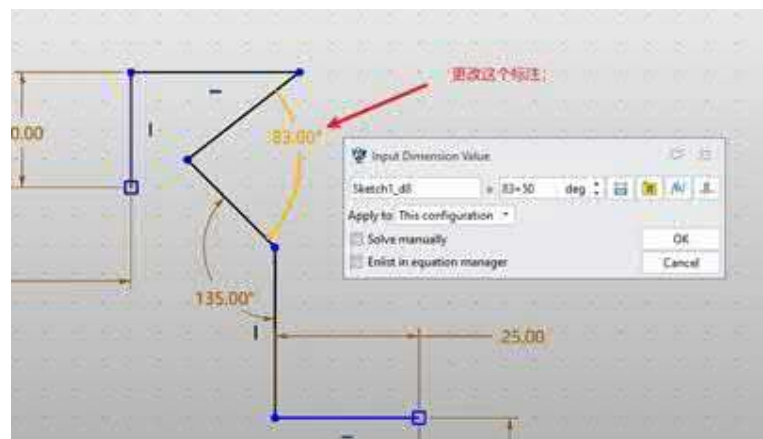 更改这个标注;
0.00
83.00°
Input Dimension Value
Sketch1_d8 = 83+50 deg
Apply to: This configuration
Solve manually
OK
Enlist in equation manager
Cancel
135.00°
25.00